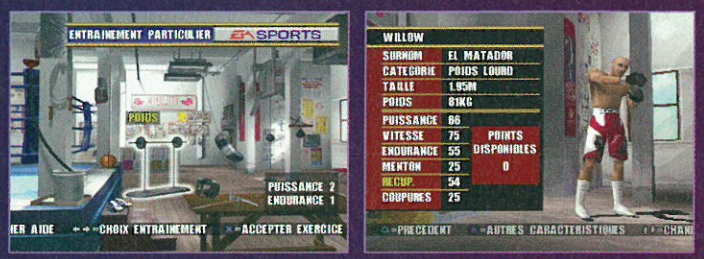 ENTRAINEMENT PARTICULIER EA SPORTS
POIDS
PUISSANCE 2
ENDURANCE 1
IER AIDE ←→=CHOIX ENTRAINEMENT ×=ACCEPTER EXERCICE
WILLOW
SURNOM EL MATADOR
CATEGORIE POIDS LOURD
TAILLE 1.95M
POIDS 81KG
PUISSANCE 66
VITESSE 75
ENDURANCE 55
MENTON 25
RECUP. 54
COUPURES 25
POINTS
DISPONIBLES
0
△=PRECEDENT ×=AUTRES CARACTERISTIQUES ←→=CHAN